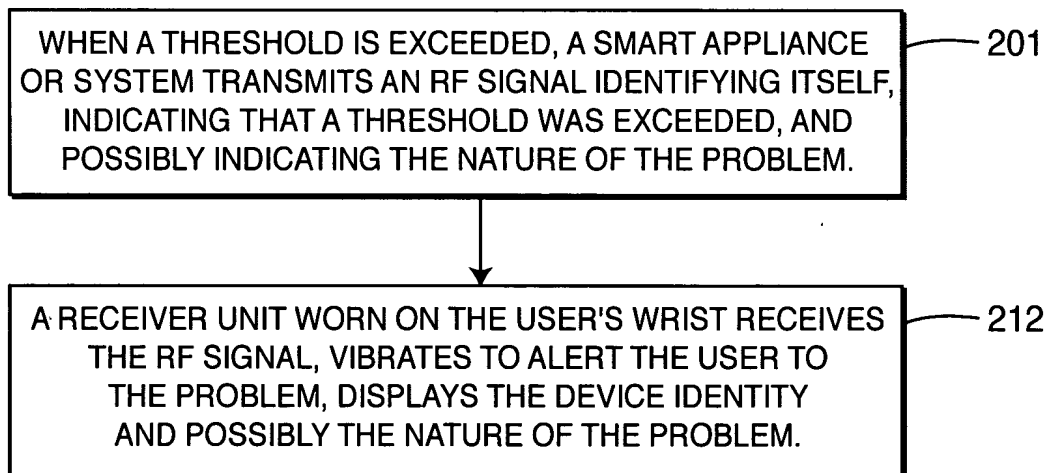 WHEN A THRESHOLD IS EXCEEDED, A SMART APPLIANCE
OR SYSTEM TRANSMITS AN RF SIGNAL IDENTIFYING ITSELF,
INDICATING THAT A THRESHOLD WAS EXCEEDED, AND
POSSIBLY INDICATING THE NATURE OF THE PROBLEM.
201
A RECEIVER UNIT WORN ON THE USER'S WRIST RECEIVES
THE RF SIGNAL, VIBRATES TO ALERT THE USER TO
THE PROBLEM, DISPLAYS THE DEVICE IDENTITY
AND POSSIBLY THE NATURE OF THE PROBLEM.
212